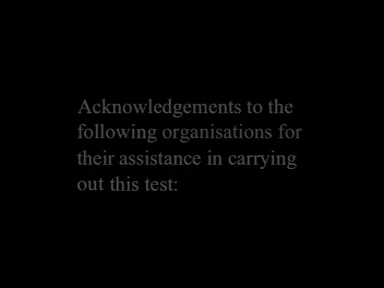 Acknowledgements to the
following organisations for
their assistance in carrying
out this test: